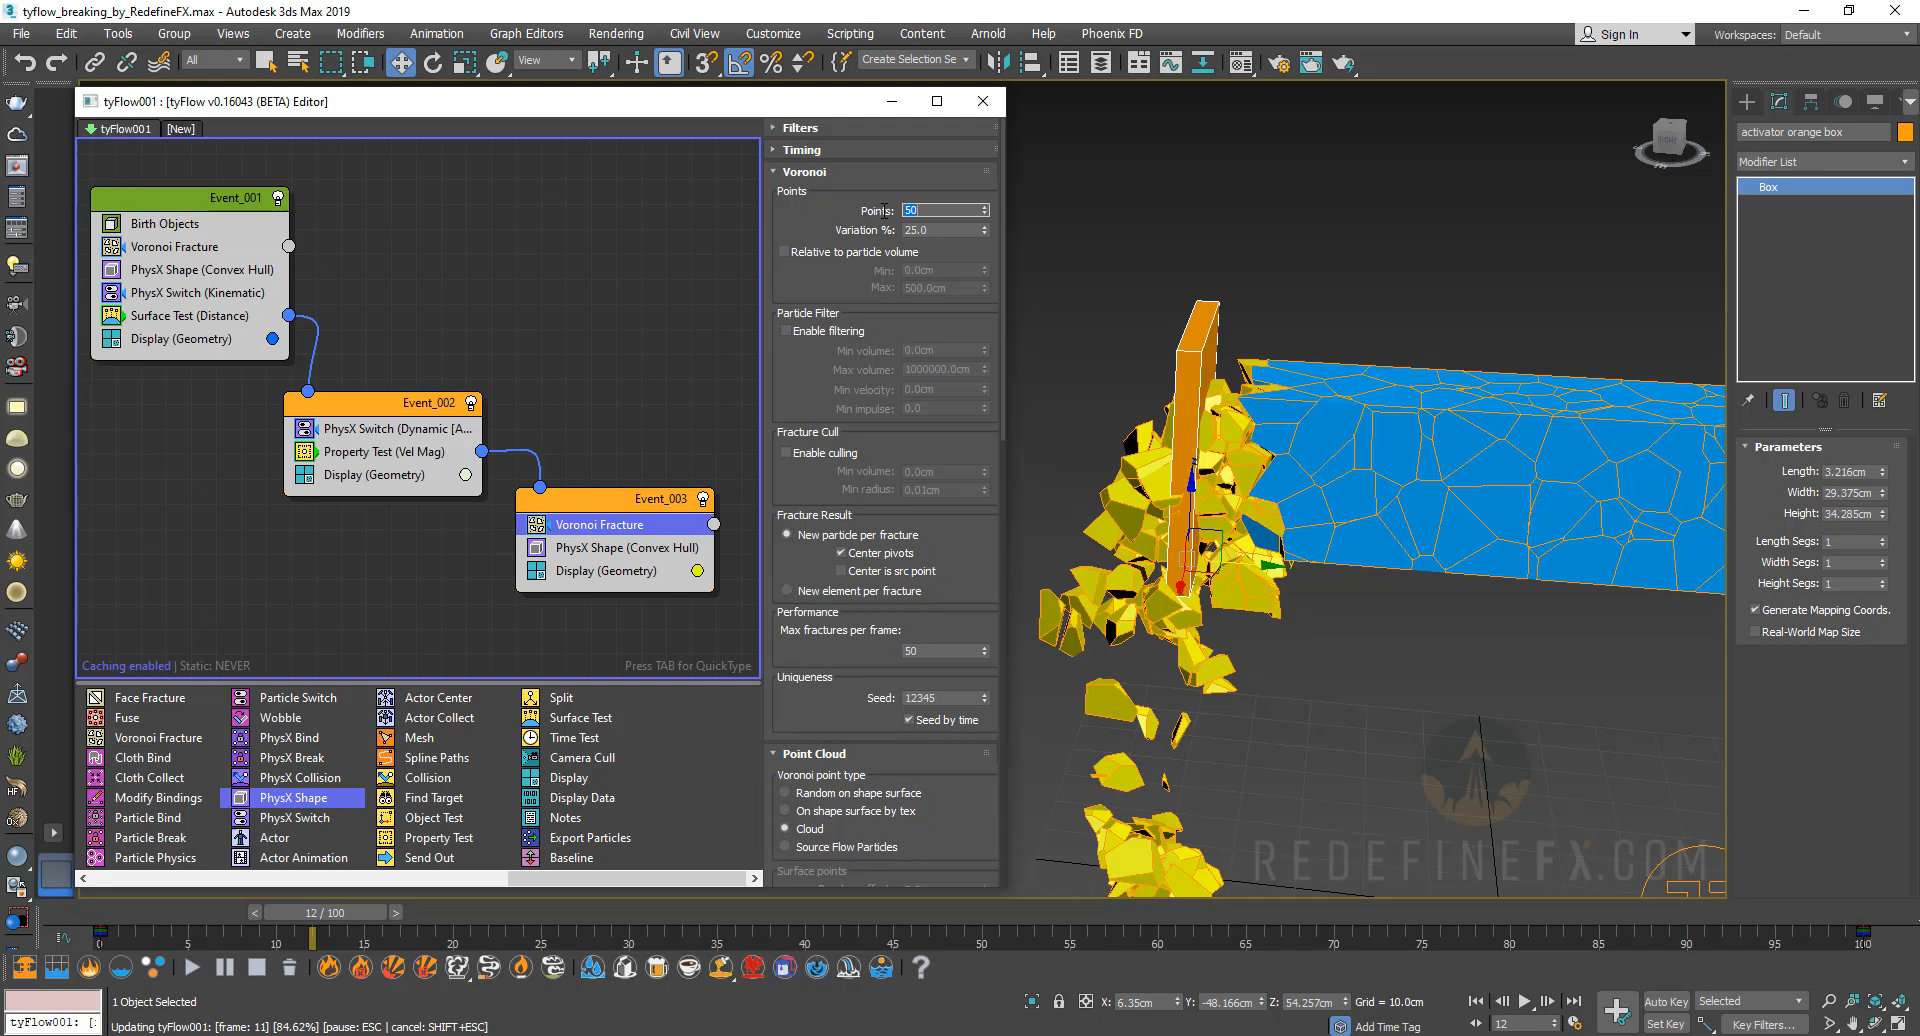 tyflow_breaking_by_RedefineFX.max - Autodesk 3ds Max 2019
File Edit Tools Group Views Create Modifiers Animation Graph Editors Rendering Civil View Customize Scripting Content Arnold Help Phoenix FD
Sign In Workspaces: Default
All View Create Selection Se
tyFlow001 : [tyFlow v0.16043 (BETA) Editor]
tyFlow001 [New]
Event_001
Birth Objects
Voronoi Fracture
PhysX Shape (Convex Hull)
PhysX Switch (Kinematic)
Surface Test (Distance)
Display (Geometry)
Event_002
PhysX Switch (Dynamic [A...
Property Test (Vel Mag)
Display (Geometry)
Event_003
Voronoi Fracture
PhysX Shape (Convex Hull)
Display (Geometry)
Caching enabled | Static: NEVER
Press TAB for QuickType
Face Fracture Particle Switch Actor Center Split
Fuse Wobble Actor Collect Surface Test
Voronoi Fracture PhysX Bind Mesh Time Test
Cloth Bind PhysX Break Spline Paths Camera Cull
Cloth Collect PhysX Collision Collision Display
Modify Bindings PhysX Shape Find Target Display Data
Particle Bind PhysX Switch Object Test Notes
Particle Break Actor Property Test Export Particles
Particle Physics Actor Animation Send Out Baseline
Filters
Timing
Voronoi
Points
Points: 50
Variation %: 25.0
Relative to particle volume
Min: 0.0cm
Max: 500.0cm
Particle Filter
Enable filtering
Min volume: 0.0cm
Max volume: 1000000.0cm
Min velocity: 0.0cm
Min impulse: 0.0
Fracture Cull
Enable culling
Min volume: 0.0cm
Min radius: 0.01cm
Fracture Result
New particle per fracture
Center pivots
Center is src point
New element per fracture
Performance
Max fractures per frame:
50
Uniqueness
Seed: 12345
Seed by time
Point Cloud
Voronoi point type
Random on shape surface
On shape surface by tex
Cloud
Source Flow Particles
Surface points
RIGHT
REDEFINEFX.COM
activator orange box
Modifier List
Box
Parameters
Length: 3.216cm
Width: 29.375cm
Height: 34.285cm
Length Segs: 1
Width Segs: 1
Height Segs: 1
Generate Mapping Coords.
Real-World Map Size
< 12 / 100 >
0 5 10 15 20 25 30 35 40 45 50 55 60 65 70 75 80 85 90 95 100
1 Object Selected
X: 6.35cm Y: -48.166cm Z: 54.257cm Grid = 10.0cm
Auto Key Selected
tyFlow001: [:
Updating tyFlow001: [frame: 11] [84.62%] [pause: ESC | cancel: SHIFT+ESC]
Add Time Tag
12
Set Key Key Filters...